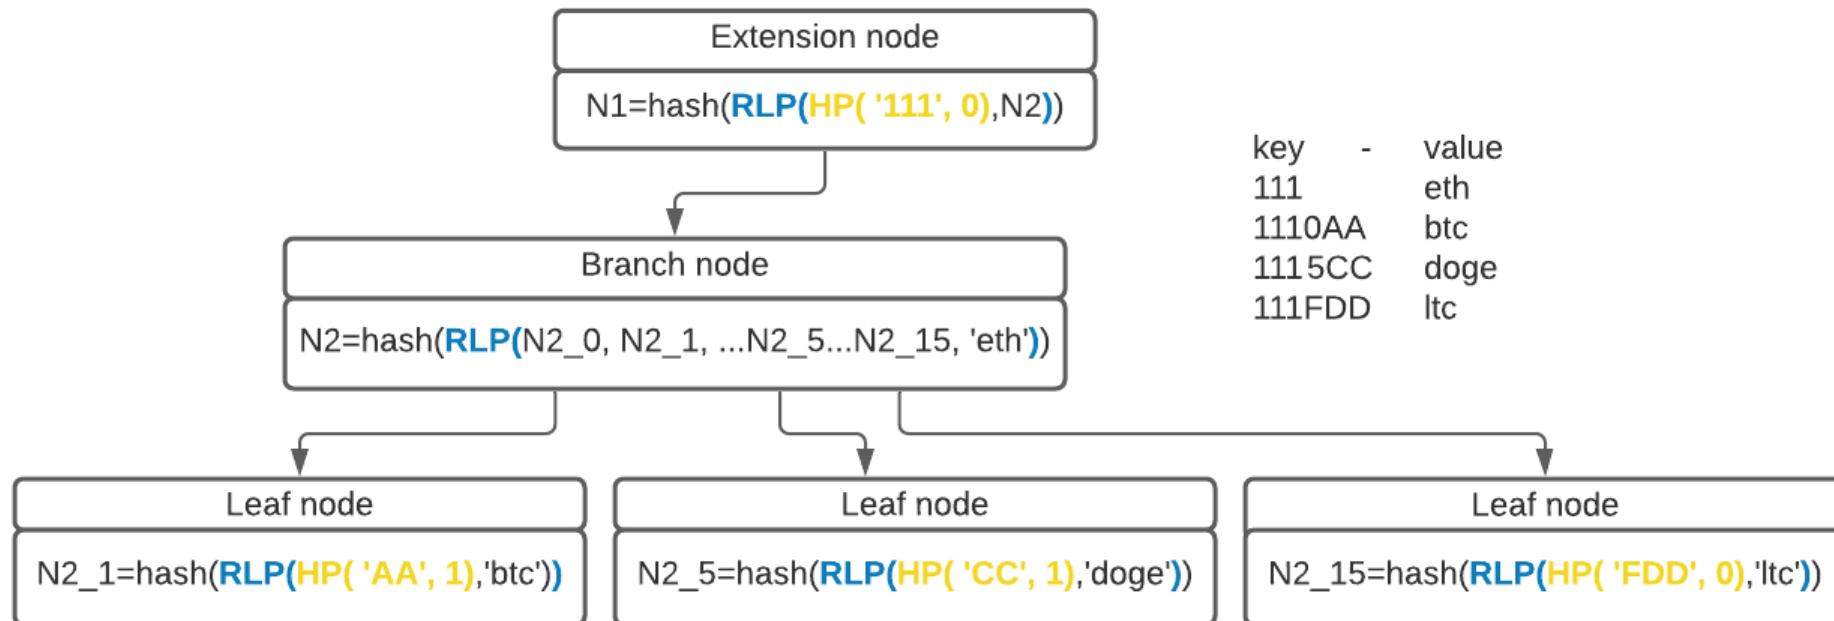 Extension node
N1=hash(RLP(HP( '111', 0),N2))
key - value
111 eth
1110AA btc
1115CC doge
111FDD ltc
Branch node
N2=hash(RLP(N2_0, N2_1, ...N2_5...N2_15, 'eth'))
Leaf node
N2_1=hash(RLP(HP( 'AA', 1),'btc'))
Leaf node
N2_5=hash(RLP(HP( 'CC', 1),'doge'))
Leaf node
N2_15=hash(RLP(HP( 'FDD', 0),'ltc'))